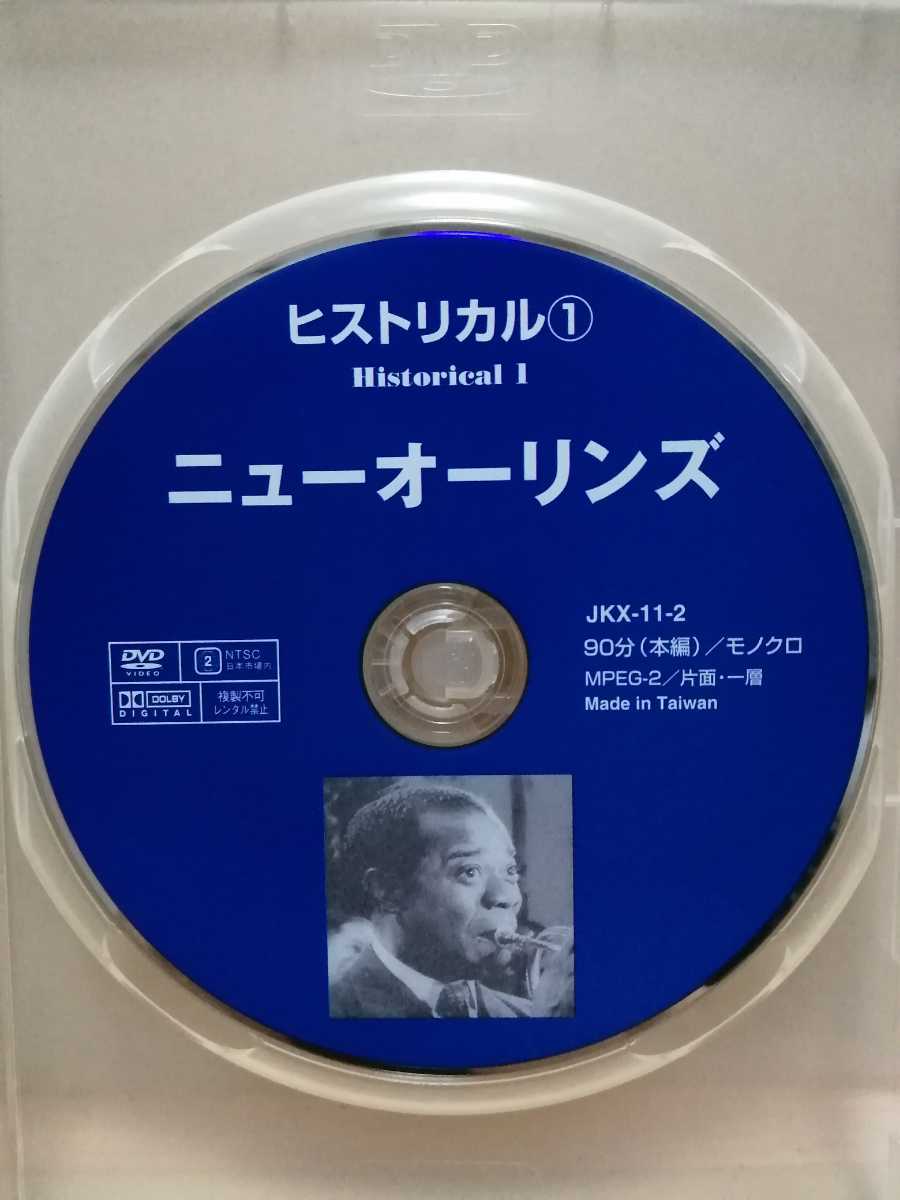 DVD
ヒストリカル①
Historical 1
ニューオーリンズ
JKX-11-2
90分(本編)／モノクロ
MPEG-2／片面・一層
Made in Taiwan
DVD
VIDEO
2
NTSC
日本市場内
DOLBY
DIGITAL
複製不可
レンタル禁止